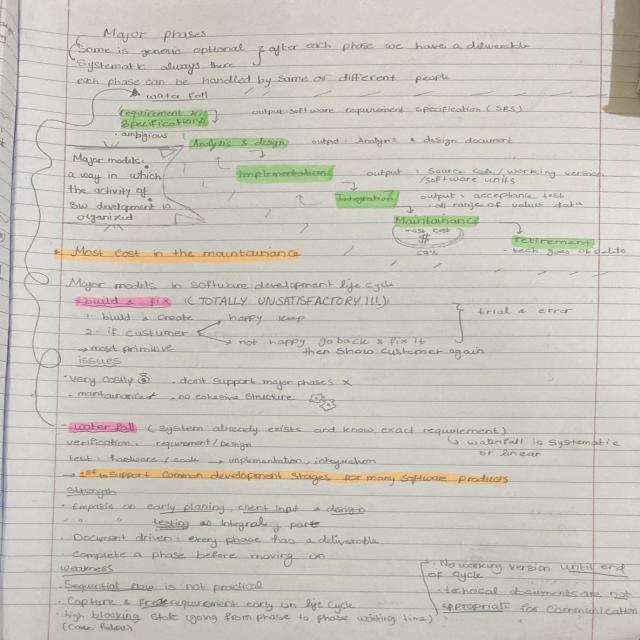 Major phases
Some is generic optional } after each phase we have a deliverable
Systematic always there
each phase can be handled by same or different people
water fall
requirement
specification
output: software requirement specification (SRS)
• ambigious
Analysis & design
output: Analysis & design document
Major models:
a way in which
the activity of
SW development is
organized
Implementations
output: Source Code/working version
/software units
Integration
output: acceptance test
all range of values data
Maintainance
most cost
$
67%
retirement
- tech goes obsolite
* Most Cost in the maintainance
Major models in software development life cycle
build & fix (TOTALLY UNSATISFACTORY!!!)
1- build & create
happy keep
2- if custumer
trial & error
→ most primitive
not happy go back & fix it
then show customer again
issues
• very costly $ . dont support major phases x
• maintanance . no cohesive structure
- water fall (system already exists and know exact requirement)
verification: requirement/Design
↳ waterfall is systematic
or linear
test: hardware / code → implementation, integration
→ 1st to support common development stages for many software products
Strength
• Empasis on early planing, client input & design
" " testing as integral part
• Document driven: every phase has a deliverable
• Complete a phase before moving on
weakness
Sequential flow is not practical
• Capture & requirement early on life cycle
• high blocking state (going from phase to phase waiting time)
• No working version until end
of cycle
• technical documents are not
appropriate for communication